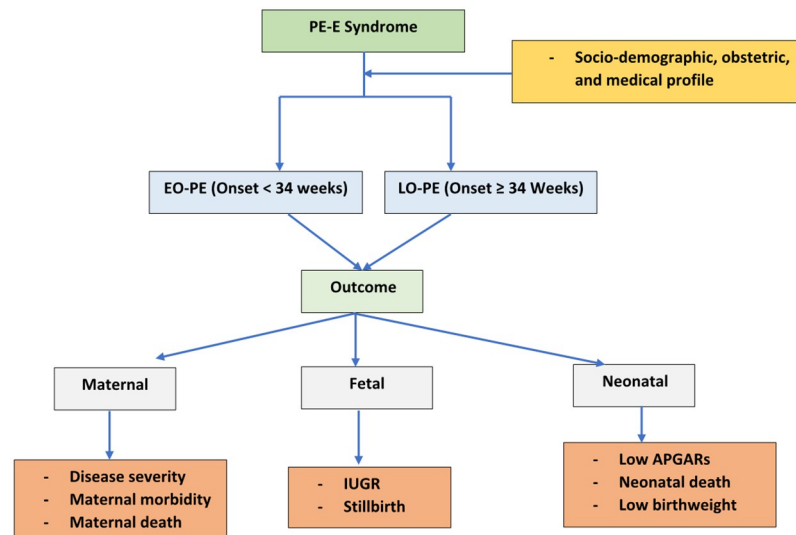 PE-E Syndrome
- Socio-demographic, obstetric,
and medical profile
EO-PE (Onset < 34 weeks)
LO-PE (Onset ≥ 34 Weeks)
Outcome
Maternal
Fetal
Neonatal
- Disease severity
- Maternal morbidity
- Maternal death
- IUGR
- Stillbirth
- Low APGARs
- Neonatal death
- Low birthweight